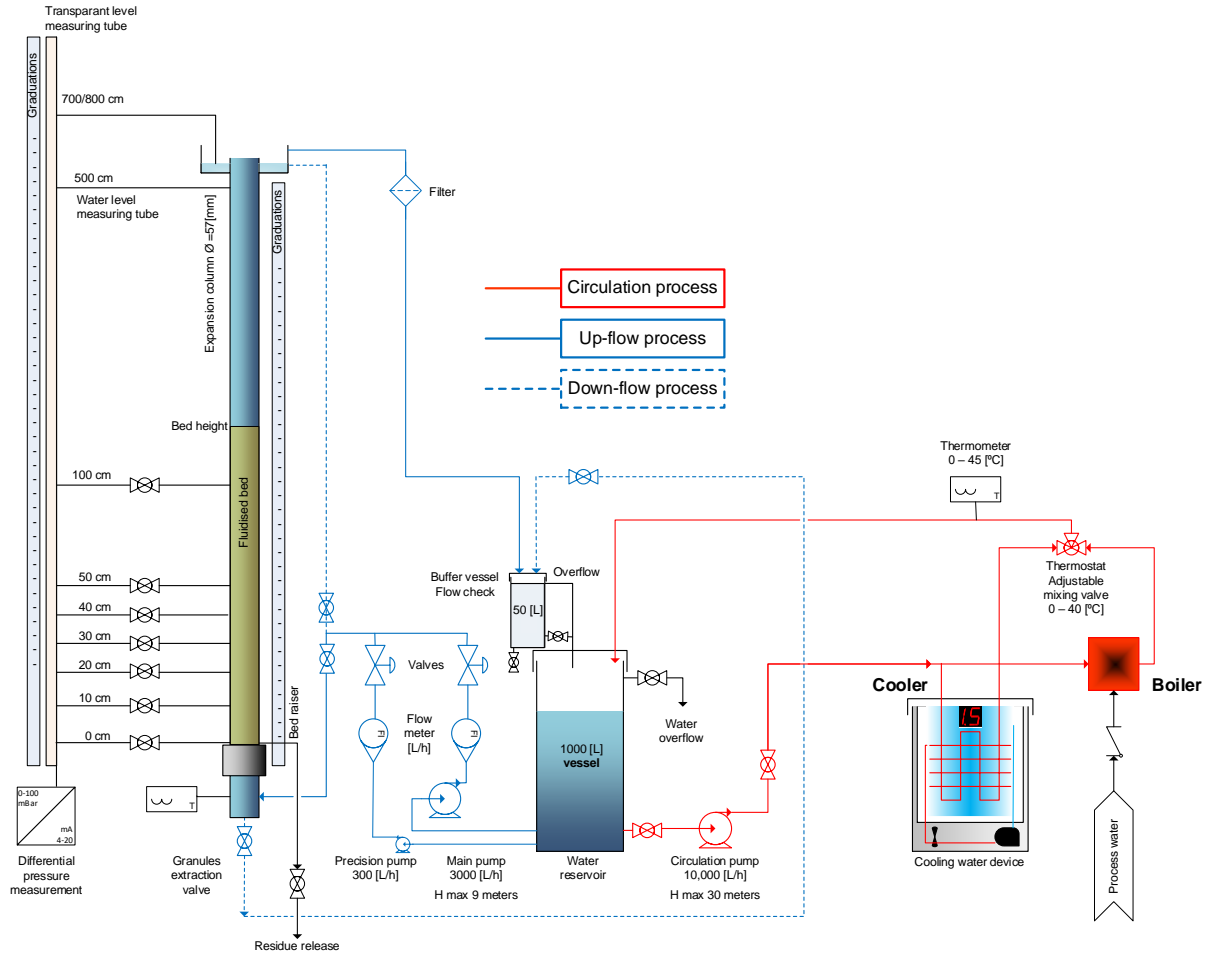 Transparant level
measuring tube
Graduations
700/800 cm
500 cm
Water level
measuring tube
Expansion column Ø =57[mm]
Graduations
Filter
Circulation process
Up-flow process
Down-flow process
Bed height
Fluidised bed
100 cm
50 cm
40 cm
30 cm
20 cm
10 cm
0 cm
Bed raiser
Thermometer
0 – 45 [ºC]
T
Thermostat
Adjustable
mixing valve
0 – 40 [ºC]
Buffer vessel
Flow check
Overflow
50 [L]
Valves
Flow
meter
[L/h]
FI
FI
1000 [L]
vessel
Water
overflow
Cooler
Boiler
15
0-100
mBar
mA
4-20
T
Differential
pressure
measurement
Granules
extraction
valve
Precision pump
300 [L/h]
Main pump
3000 [L/h]
H max 9 meters
Water
reservoir
Circulation pump
10,000 [L/h]
H max 30 meters
Cooling water device
Process water
Residue release